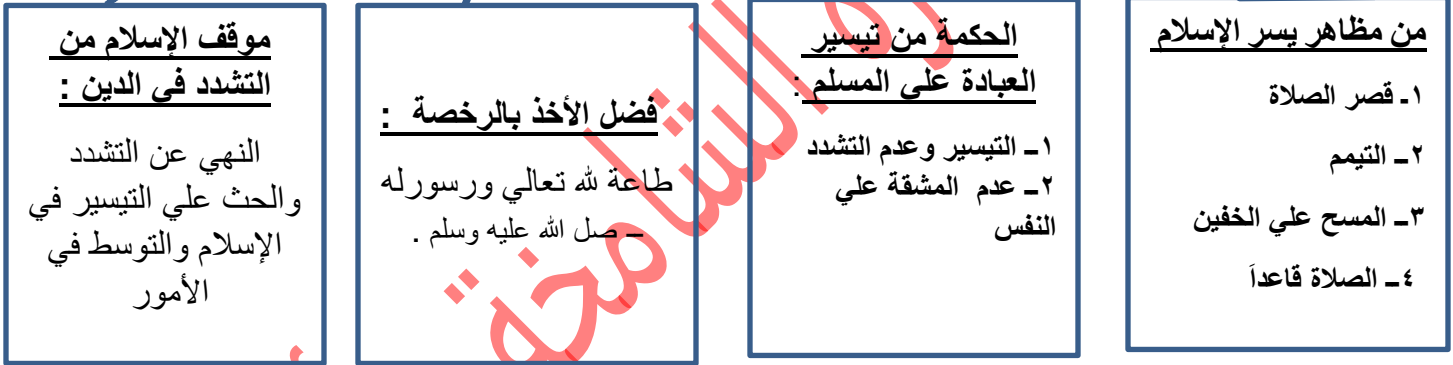 من مظاهر يسر الإسلام
١ـ قصر الصلاة
٢ـ التيمم
٣ـ المسح علي الخفين
٤ـ الصلاة قاعداَ
الحكمة من تيسير
العبادة على المسلم :
١ـ التيسير وعدم التشدد
٢ـ عدم المشقة علي
النفس
فضل الأخذ بالرخصة :
طاعة لله تعالي ورسورله
ـ صل الله عليه وسلم .
موقف الإسلام من
التشدد في الدين :
النهي عن التشدد
والحث علي التيسير في
الإسلام والتوسط في
الأمور
الشامخة